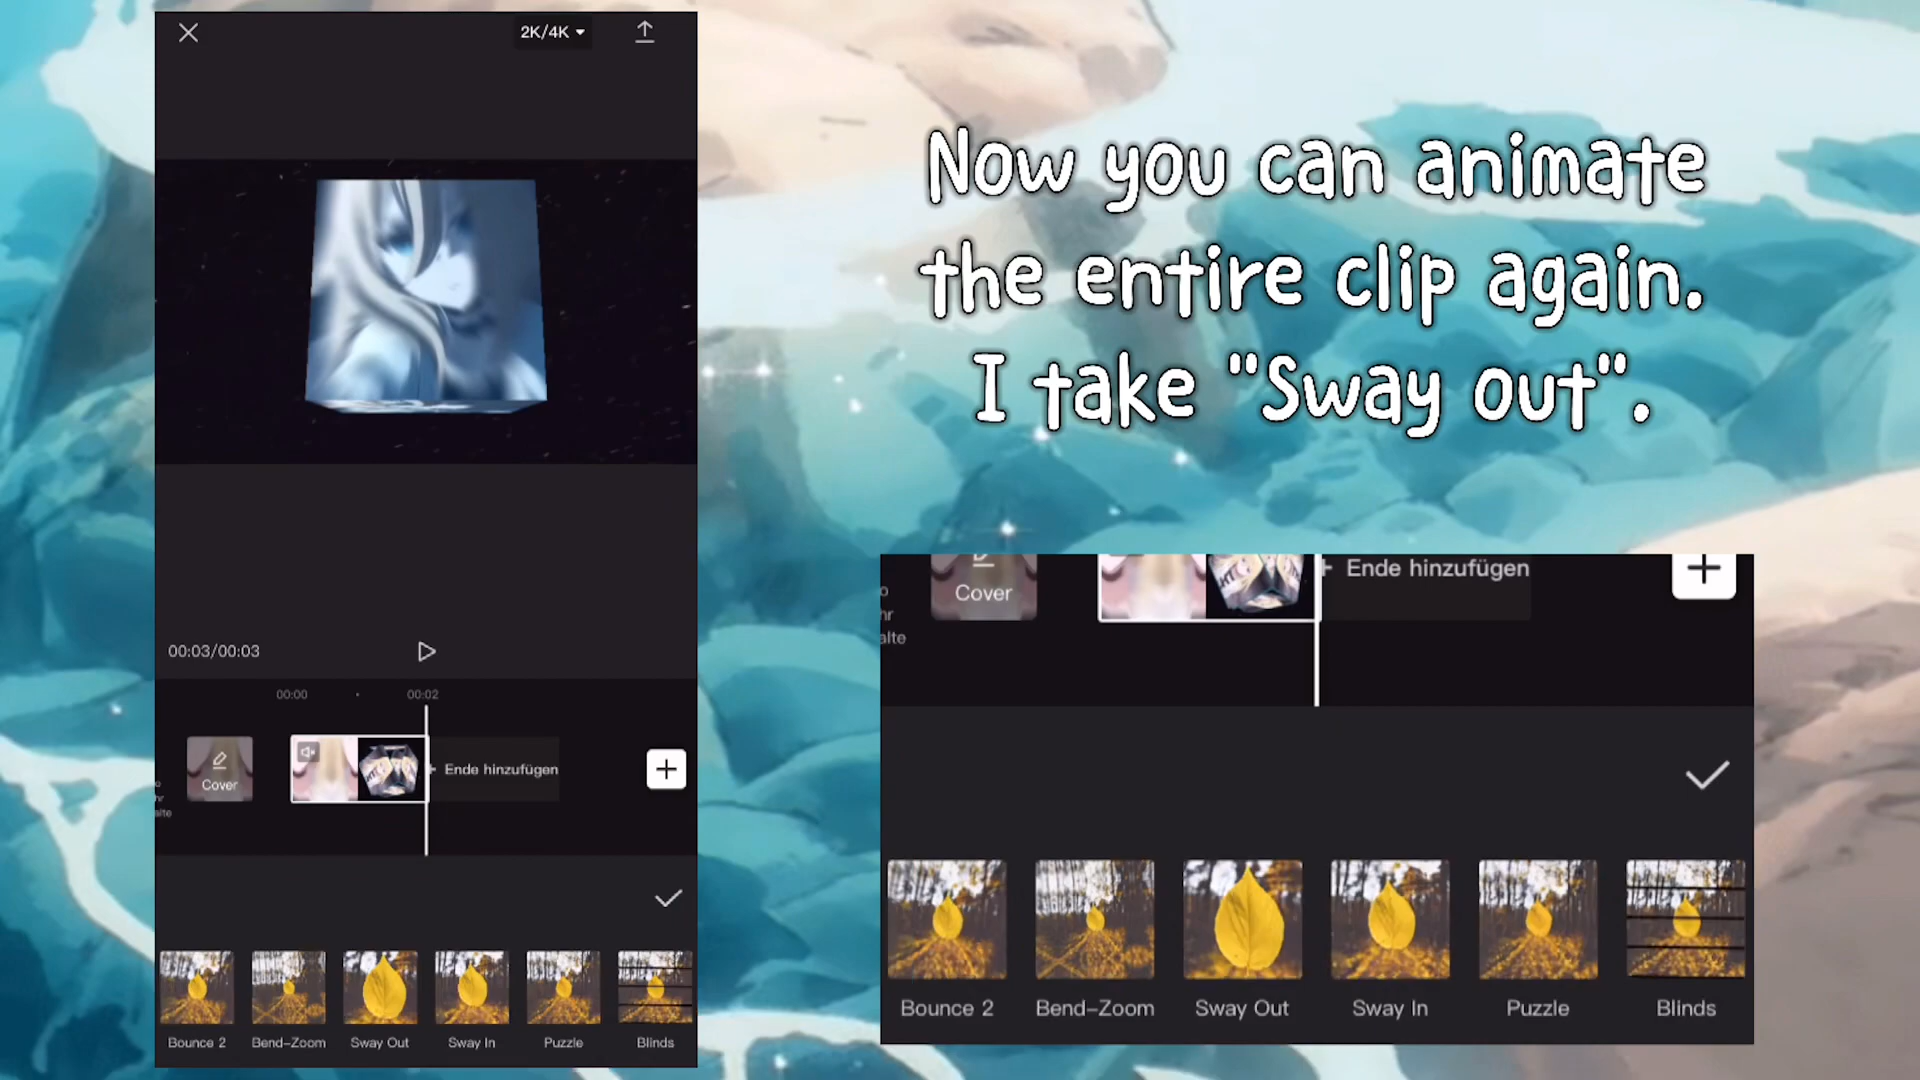 2K/4K
Now you can animate
the entire clip again.
I take "Sway out".
00:03/00:03
00:00
00:02
Cover
Ende hinzufügen
Bounce 2
Bend-Zoom
Sway Out
Sway In
Puzzle
Blinds
Cover
Ende hinzufügen
Bounce 2
Bend-Zoom
Sway Out
Sway In
Puzzle
Blinds